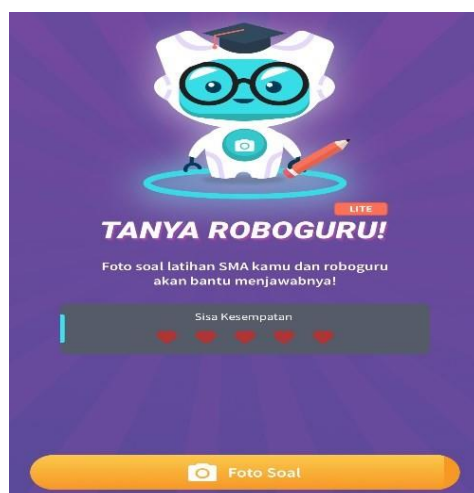 LITE
TANYA ROBOGURU!
Foto soal latihan SMA kamu dan roboguru
akan bantu menjawabnya!
Sisa Kesempatan
Foto Soal